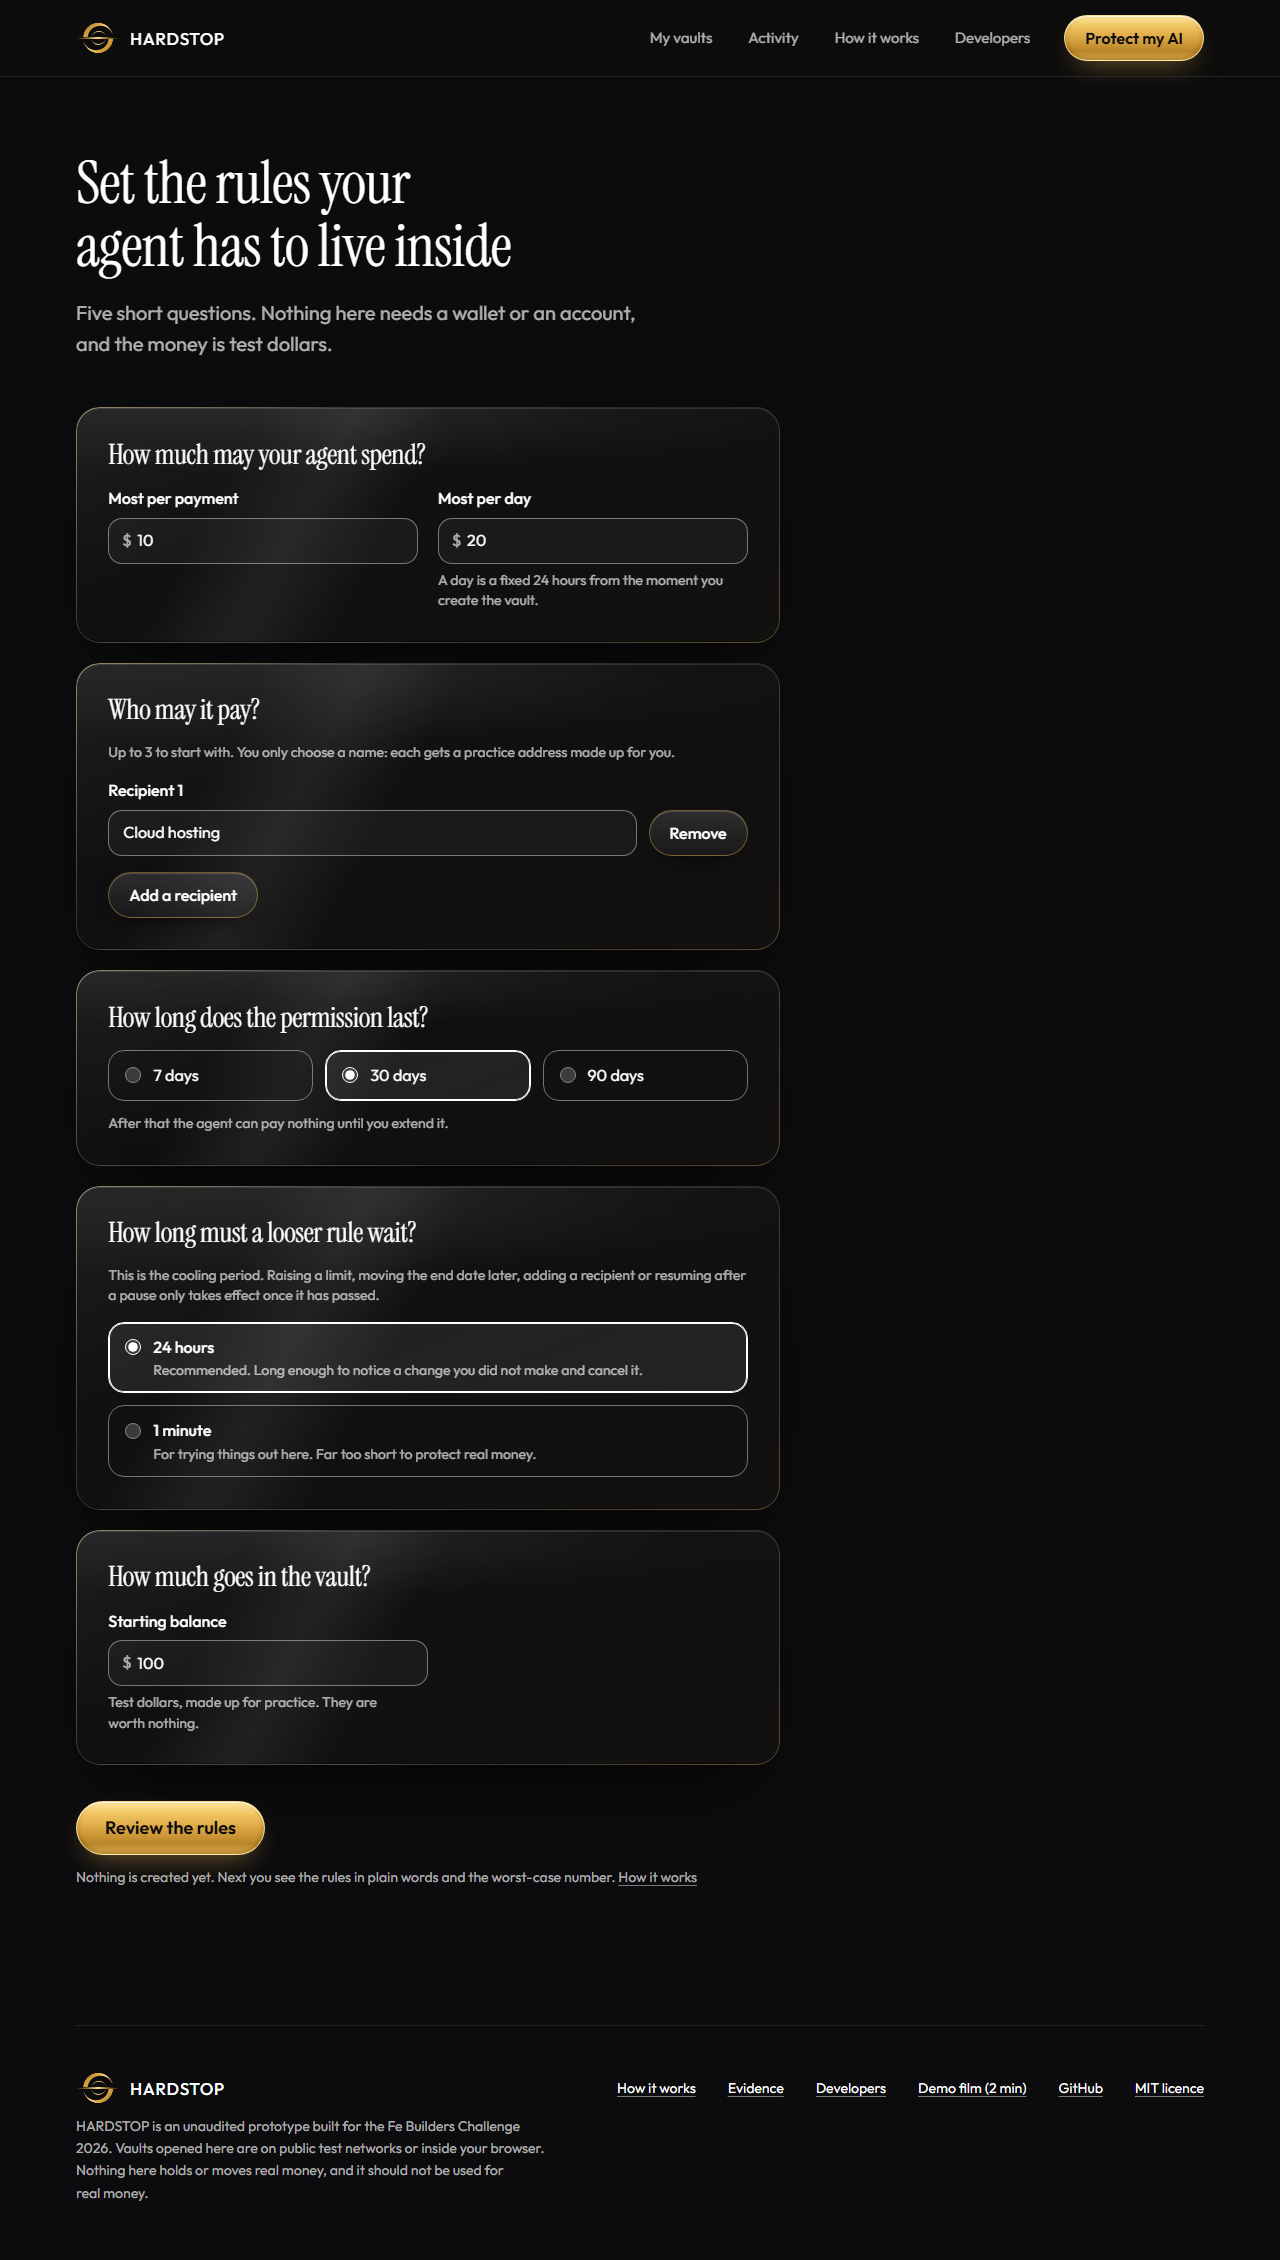 HARDSTOP
My vaults
Activity
How it works
Developers
Protect my AI
Set the rules your
agent has to live inside
Five short questions. Nothing here needs a wallet or an account,
and the money is test dollars.
How much may your agent spend?
Most per payment
$ 10
Most per day
$ 20
A day is a fixed 24 hours from the moment you
create the vault.
Who may it pay?
Up to 3 to start with. You only choose a name: each gets a practice address made up for you.
Recipient 1
Cloud hosting
Remove
Add a recipient
How long does the permission last?
7 days
30 days
90 days
After that the agent can pay nothing until you extend it.
How long must a looser rule wait?
This is the cooling period. Raising a limit, moving the end date later, adding a recipient or resuming after
a pause only takes effect once it has passed.
24 hours
Recommended. Long enough to notice a change you did not make and cancel it.
1 minute
For trying things out here. Far too short to protect real money.
How much goes in the vault?
Starting balance
$ 100
Test dollars, made up for practice. They are
worth nothing.
Review the rules
Nothing is created yet. Next you see the rules in plain words and the worst-case number. How it works
HARDSTOP
How it works
Evidence
Developers
Demo film (2 min)
GitHub
MIT licence
HARDSTOP is an unaudited prototype built for the Fe Builders Challenge
2026. Vaults opened here are on public test networks or inside your browser.
Nothing here holds or moves real money, and it should not be used for
real money.